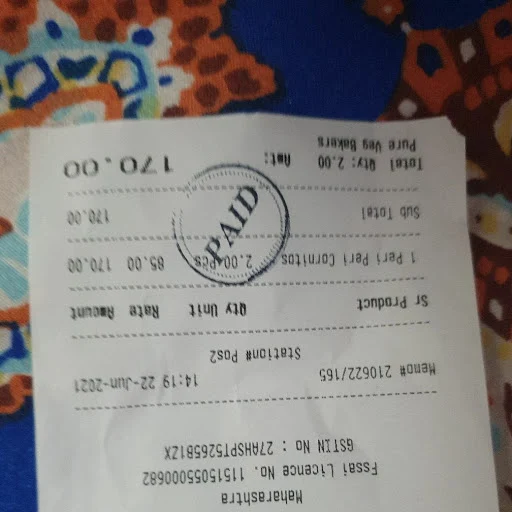 Maharashtra
Fssai Licence No. 11515055000682
GSTIN No : 27AHSPT5265B1ZX
Memo# 210622/165 14:19 22-Jun-2021
Station# Pos2
Sr Product Qty Unit Rate Amount
1 Peri Peri Cornitos 2.00 Pcs 85.00 170.00
Sub Total 170.00
PAID
Total Qty: 2.00 Amt: 170.00
Pure Veg Bakers